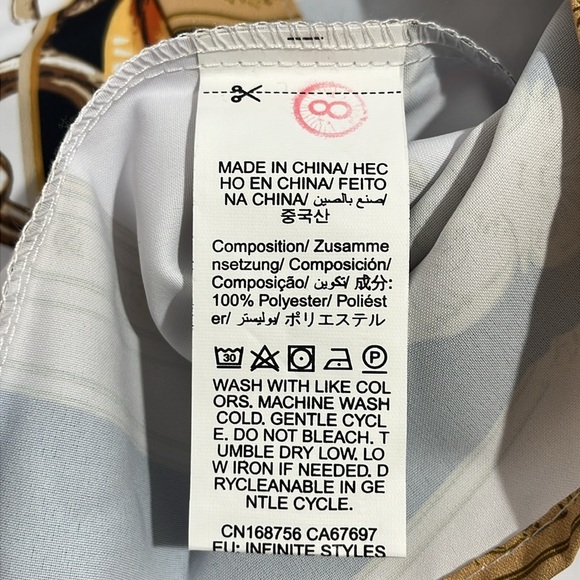 8
MADE IN CHINA/ HEC
HO EN CHINA/ FEITO
NA CHINA/ صنع بالصين/
중국산
Composition/ Zusamme
nsetzung/ Composición/
Composição/ تكوين/ 成分:
100% Polyester/ Poliést
er/ بوليستر/ ポリエステル
30 P
WASH WITH LIKE COL
ORS. MACHINE WASH
COLD. GENTLE CYCL
E. DO NOT BLEACH. T
UMBLE DRY LOW. LO
W IRON IF NEEDED. D
RYCLEANABLE IN GE
NTLE CYCLE.
CN168756 CA67697
EU: INFINITE STYLES